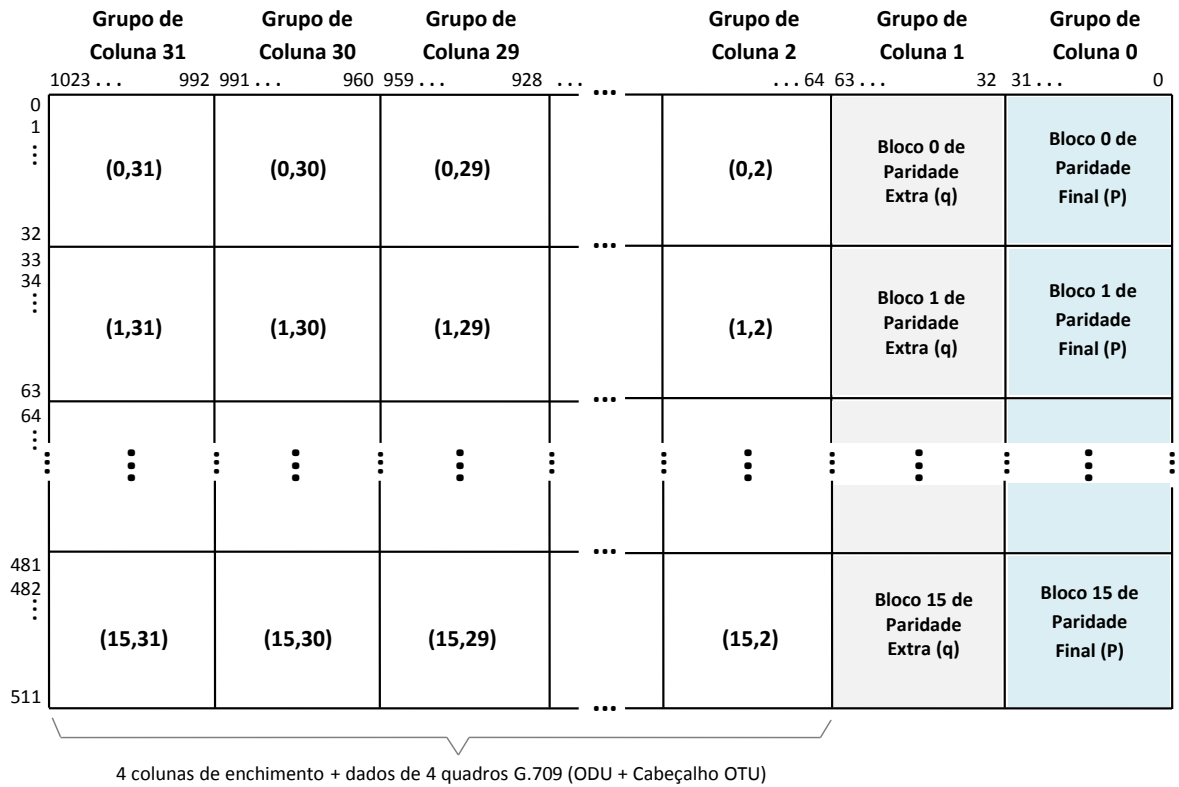 Grupo de Coluna 31
Grupo de Coluna 30
Grupo de Coluna 29
Grupo de Coluna 2
Grupo de Coluna 1
Grupo de Coluna 0
1023 ... 992 991 ... 960 959 ... 928 ... ... ... 64 63 ... 32 31 ... 0
0
1
(0,31) (0,30) (0,29) (0,2)
Bloco 0 de
Paridade
Extra (q)
Bloco 0 de
Paridade
Final (P)
32
33
34
(1,31) (1,30) (1,29) (1,2)
Bloco 1 de
Paridade
Extra (q)
Bloco 1 de
Paridade
Final (P)
63
64
481
482
(15,31) (15,30) (15,29) (15,2)
Bloco 15 de
Paridade
Extra (q)
Bloco 15 de
Paridade
Final (P)
511
4 colunas de enchimento + dados de 4 quadros G.709 (ODU + Cabeçalho OTU)